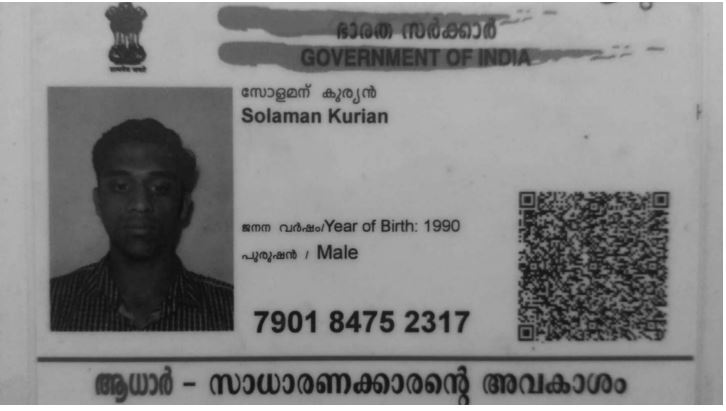 ഭാരത സർക്കാർ
GOVERNMENT OF INDIA
സോളമന് കുര്യൻ
Solaman Kurian
ജനന വർഷം/Year of Birth: 1990
പുരുഷൻ / Male
7901 8475 2317
ആധാർ – സാധാരണക്കാരന്റെ അവകാശം